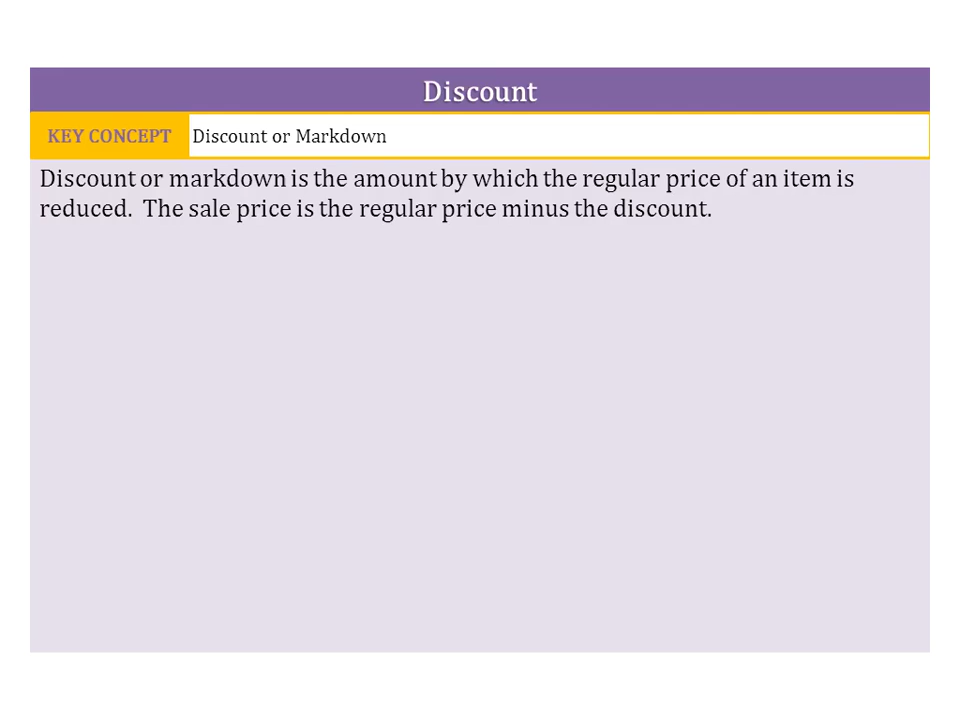 Discount
KEY CONCEPT Discount or Markdown
Discount or markdown is the amount by which the regular price of an item is
reduced.  The sale price is the regular price minus the discount.